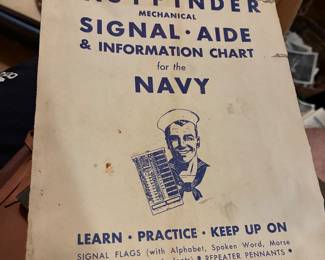 MECHANICAL
SIGNAL · AIDE
& INFORMATION CHART
for the
NAVY
LEARN · PRACTICE · KEEP UP ON
SIGNAL FLAGS (with Alphabet, Spoken Word, Morse
REPEATER PENNANTS